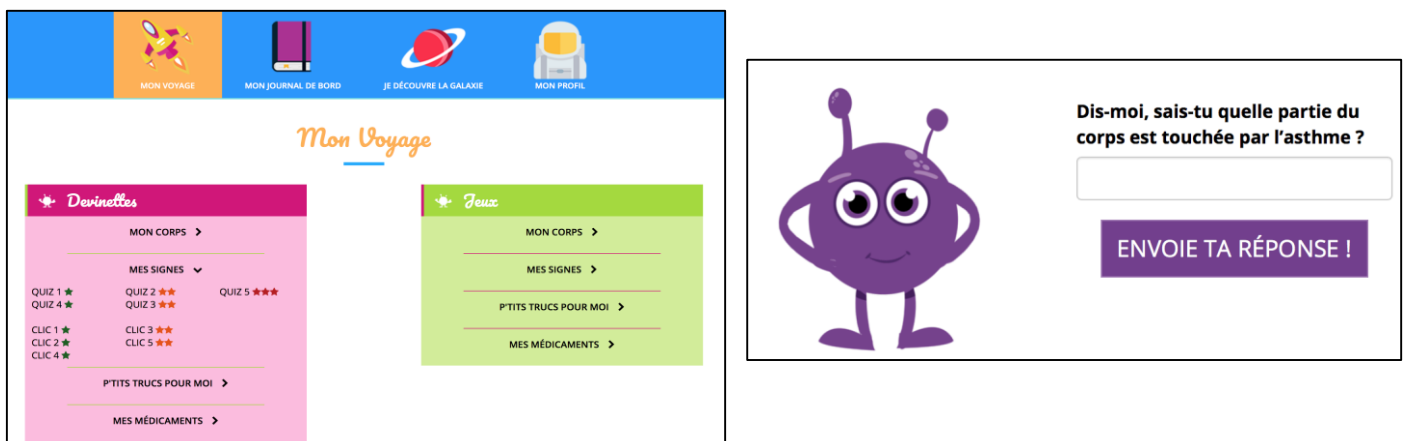 MON VOYAGE
MON JOURNAL DE BORD
JE DÉCOUVRE LA GALAXIE
MON PROFIL
Mon Voyage
Devinettes
MON CORPS
MES SIGNES
QUIZ 1
QUIZ 2
QUIZ 5
QUIZ 4
QUIZ 3
CLIC 1
CLIC 3
CLIC 2
CLIC 5
CLIC 4
P'TITS TRUCS POUR MOI
MES MÉDICAMENTS
Jeux
MON CORPS
MES SIGNES
P'TITS TRUCS POUR MOI
MES MÉDICAMENTS
Dis-moi, sais-tu quelle partie du
corps est touchée par l'asthme ?
ENVOIE TA RÉPONSE !